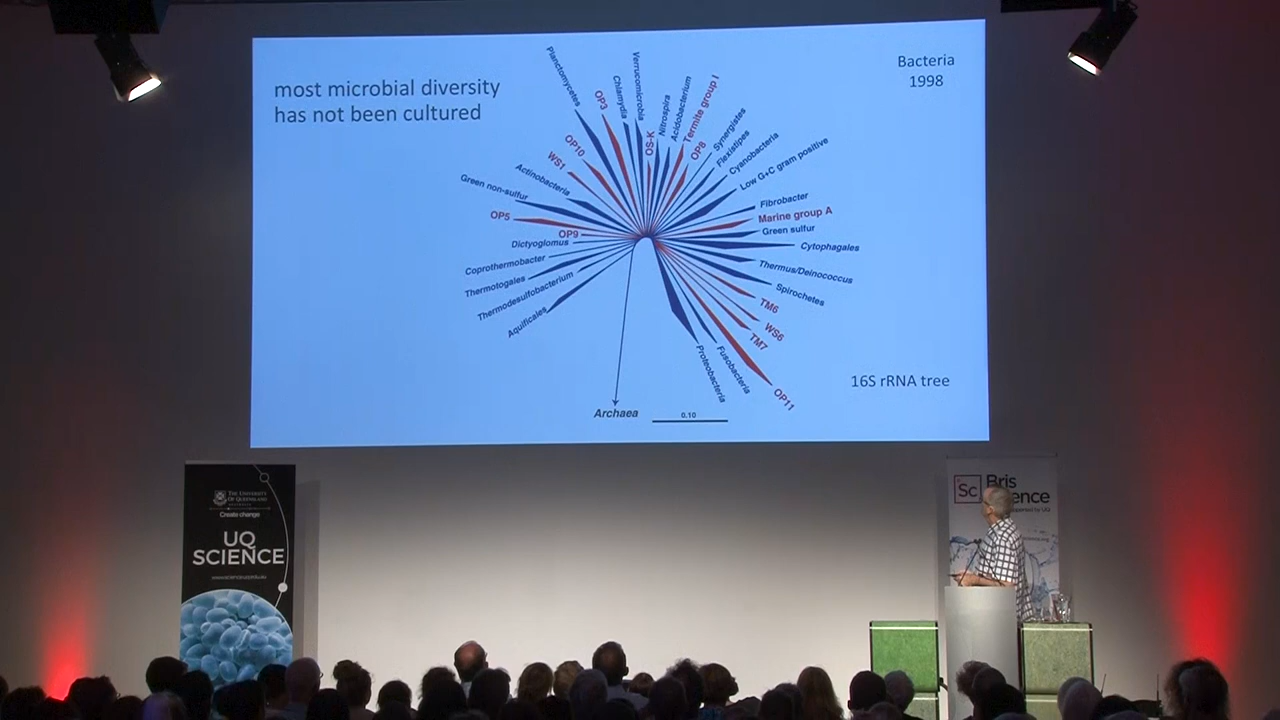 most microbial diversity
has not been cultured
Bacteria
1998
Planctomycetes
OP3
Chlamydia
Verrucomicrobia
OS-K
Nitrospira
Acidobacterium
Termite group I
OP8
Synergistes
Flexistipes
Cyanobacteria
Low G+C gram positive
Fibrobacter
Marine group A
Green sulfur
Cytophagales
Thermus/Deinococcus
Spirochetes
TM6
WS6
TM7
OP11
Fusobacteria
Proteobacteria
OP10
WS1
Actinobacteria
Green non-sulfur
OP5
OP9
Dictyoglomus
Coprothermobacter
Thermotogales
Thermodesulfobacterium
Aquificales
Archaea
0.10
16S rRNA tree
THE UNIVERSITY
OF QUEENSLAND
Create change
UQ
SCIENCE
Sc
Bris
ence